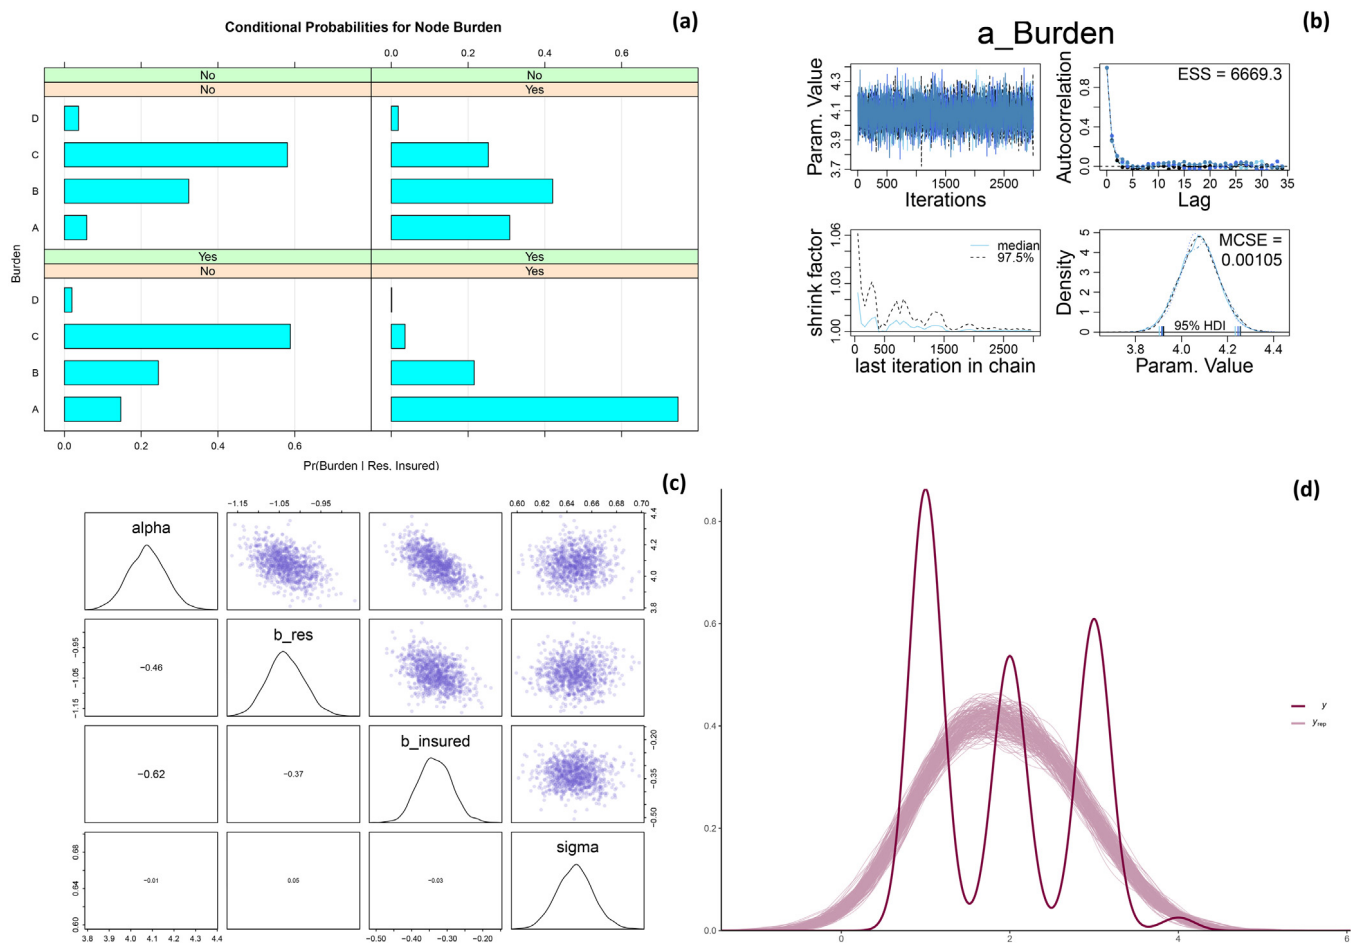 (a)
Conditional Probabilities for Node Burden
0.0 0.2 0.4 0.6
No No
No Yes
D
C
B
A
Yes Yes
No Yes
D
C
B
A
Burden
0.0 0.2 0.4 0.6
Pr(Burden | Res, Insured)
(b)
a_Burden
Param. Value
3.7 3.9 4.1 4.3
0 500 1500 2500
Iterations
Autocorrelation
0.0 0.4 0.8
ESS = 6669.3
0 5 10 15 20 25 30 35
Lag
shrink factor
1.00 1.03 1.06
median
97.5%
0 500 1500 2500
last iteration in chain
Density
0 1 2 3 4 5
MCSE =
0.00105
95% HDI
3.8 4.0 4.2 4.4
Param. Value
(c)
−1.15 −1.05 −0.95
0.60 0.62 0.64 0.66 0.68 0.70
alpha
3.8 4.0 4.2 4.4
−1.15 −1.05 −0.95
−0.46
b_res
−0.62
−0.37
b_insured
−0.50 −0.35 −0.20
0.60 0.64 0.68
−0.01
0.05
−0.03
sigma
3.8 3.9 4.0 4.1 4.2 4.3 4.4
−0.50 −0.40 −0.30 −0.20
(d)
0.8
0.6
0.4
0.2
0.0
y
yrep
0 2 4 6